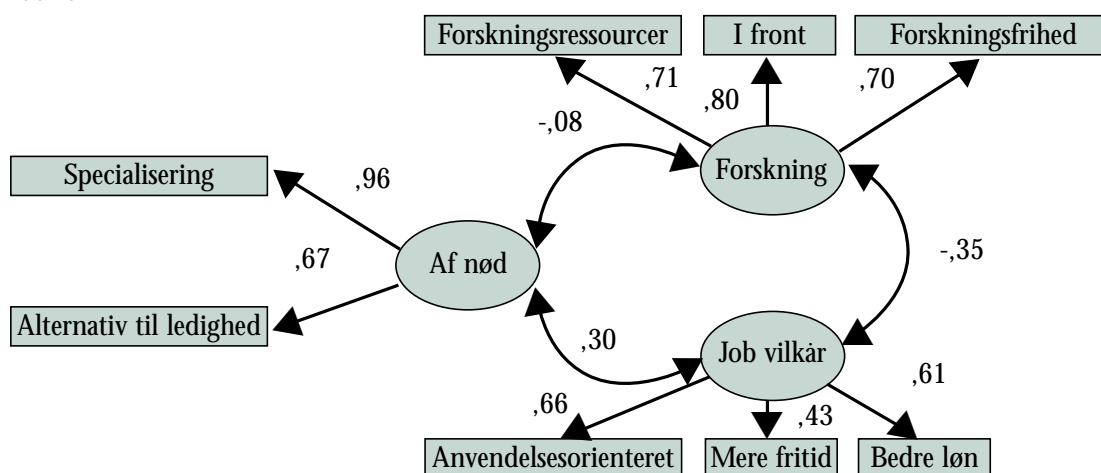 Forskningsressourcer
I front
Forskningsfrihed
,71
,80
,70
-,08
Specialisering
,96
Forskning
,67
Af nød
-,35
Alternativ til ledighed
,30
Job vilkår
,66
,43
,61
Anvendelsesorienteret
Mere fritid
Bedre løn